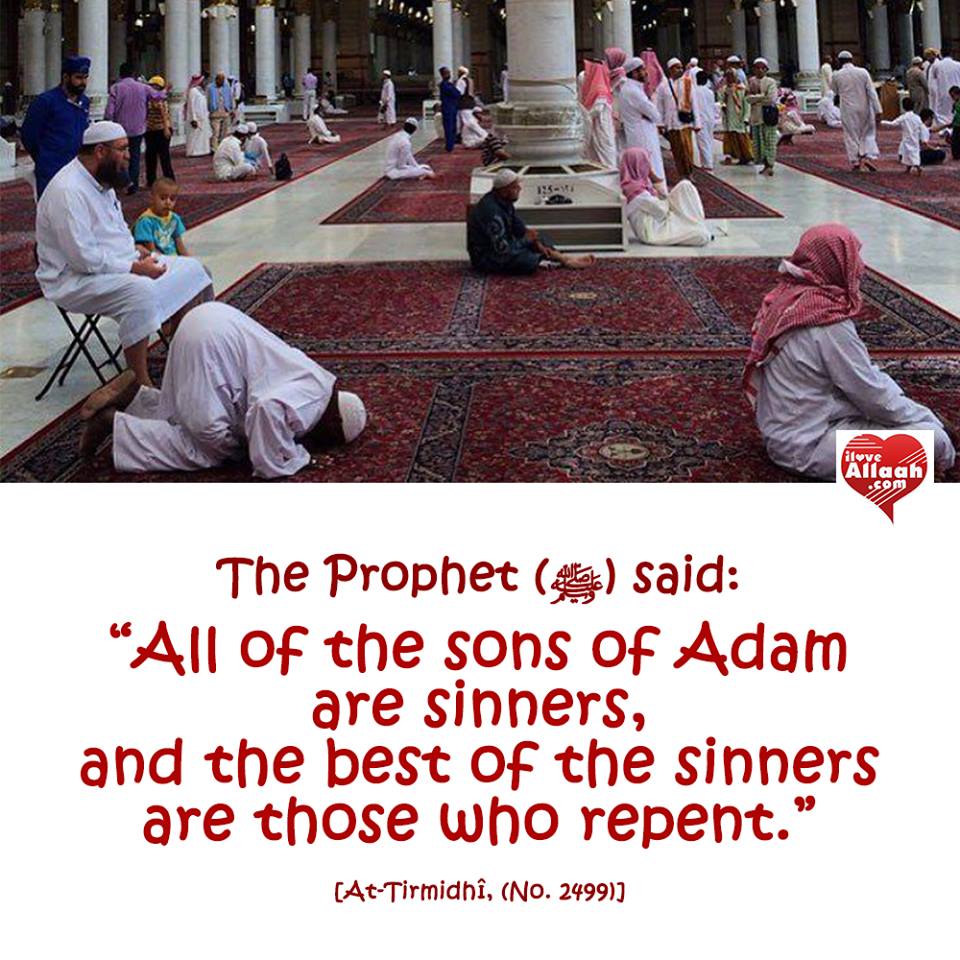 ilove
Allaah
.com
The Prophet (ﷺ) said:
“All of the sons of Adam
are sinners,
and the best of the sinners
are those who repent.”
[At-Tirmidhî, (No. 2499)]